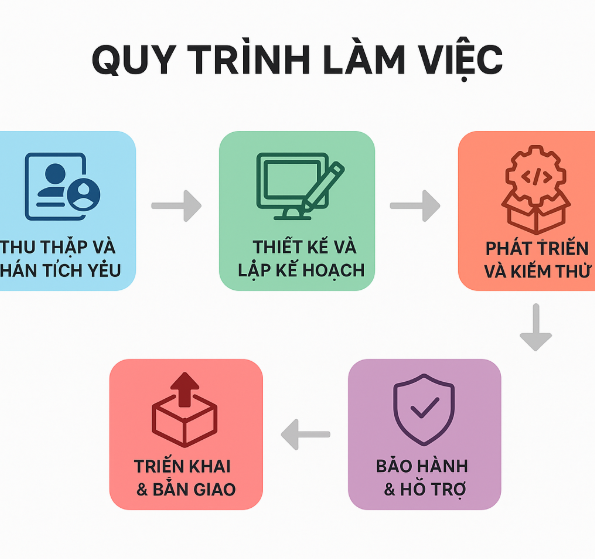 QUY TRÌNH LÀM VIỆC
THU THẬP VÀ
HÁN TÍCH YÊU
THIẾT KẾ VÀ
LẬP KẾ HOẠCH
PHÁT TRIỂN
VÀ KIỂM THỬ
BẢO HÀNH
& HỖ TRỢ
TRIỂN KHAI
& BẢN GIAO